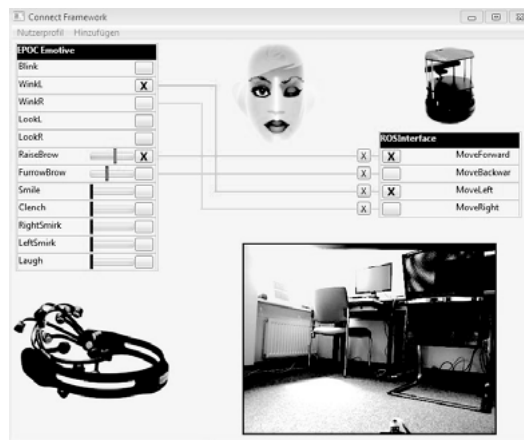 Connect Framework
Nutzerprofil Hinzufügen
EPOC Emotive
Blink
WinkL X
WinkR
LookL
LookR
RaiseBrow X
FurrowBrow
Smile
Clench
RightSmirk
LeftSmirk
Laugh
ROSInterface
X X MoveForward
X MoveBackwar
X X MoveLeft
X MoveRight